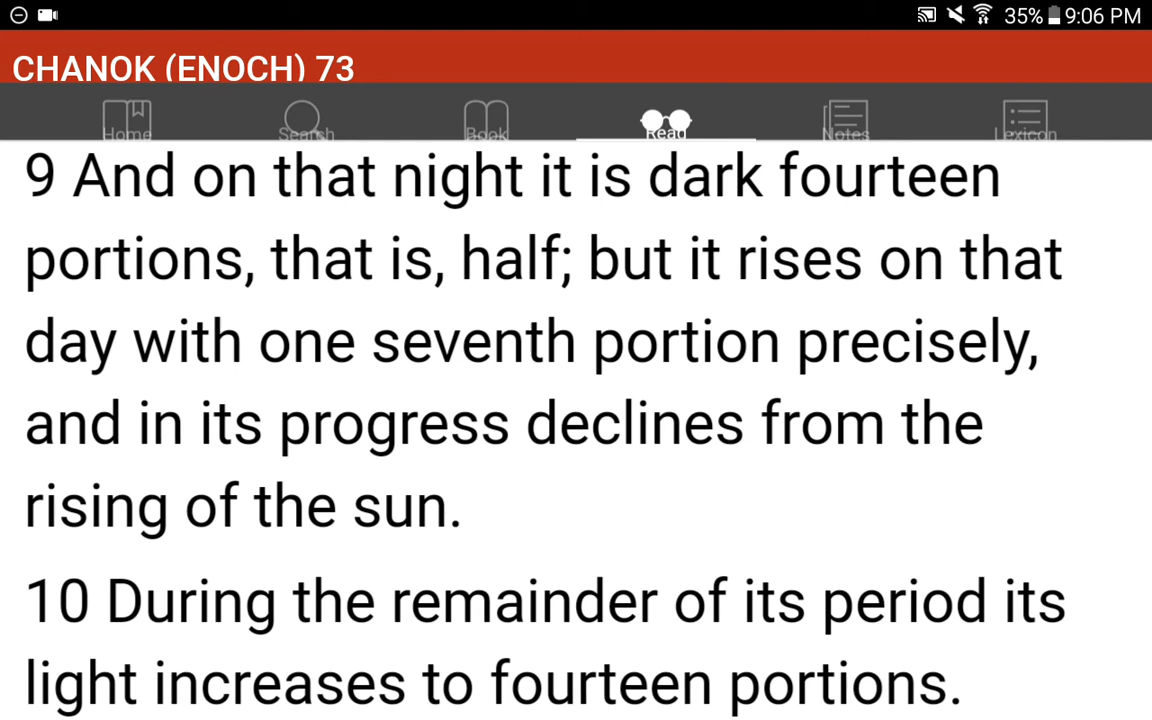 35% 9:06 PM
CHANOK (ENOCH) 73
Home Search Book Read Notes Lexicon
9 And on that night it is dark fourteen
portions, that is, half; but it rises on that
day with one seventh portion precisely,
and in its progress declines from the
rising of the sun.
10 During the remainder of its period its
light increases to fourteen portions.